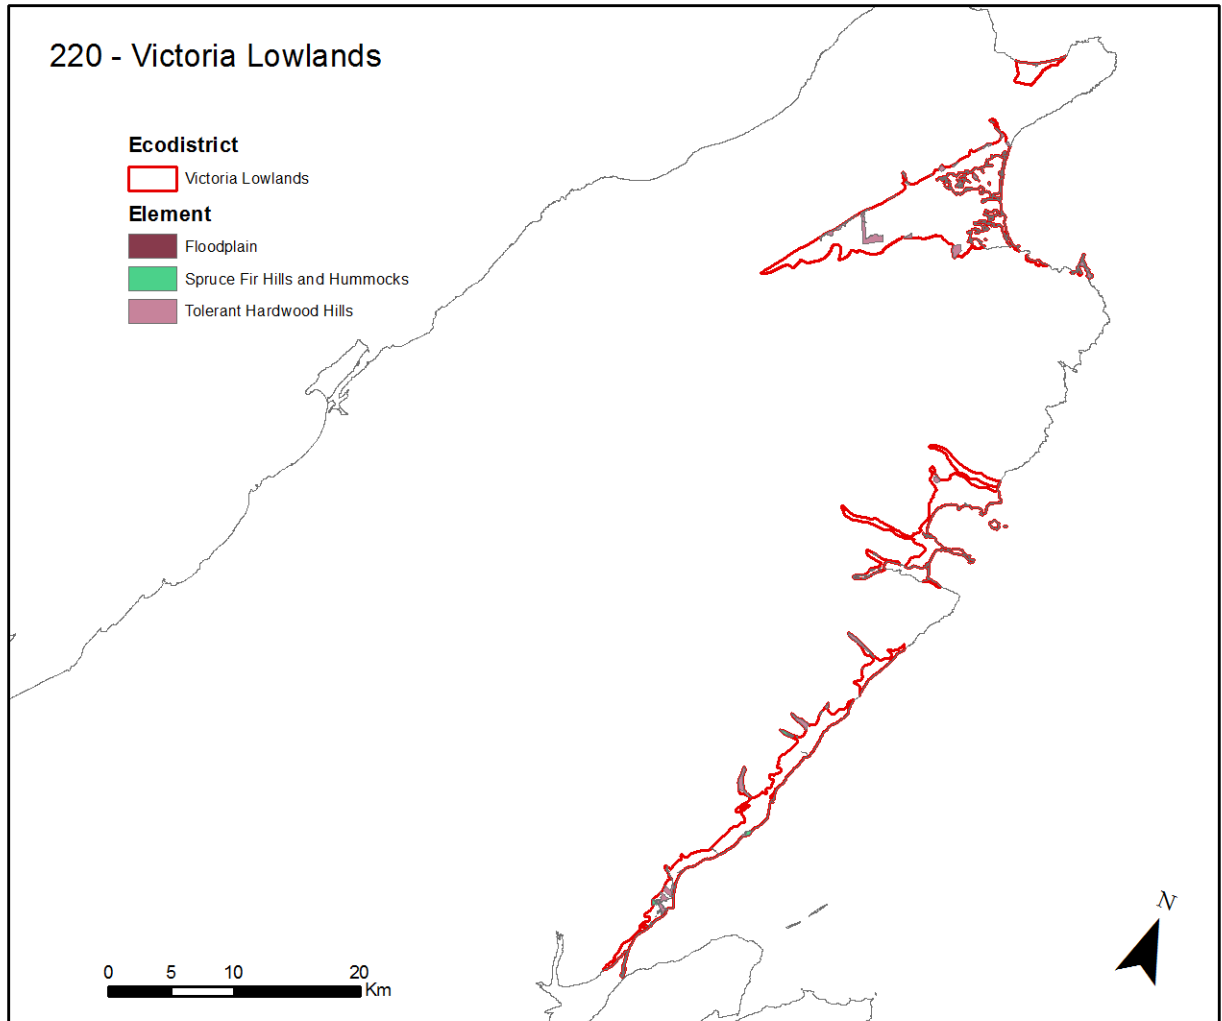 220 - Victoria Lowlands
Ecodistrict
Victoria Lowlands
Element
Floodplain
Spruce Fir Hills and Hummocks
Tolerant Hardwood Hills
N
0 5 10 20
Km